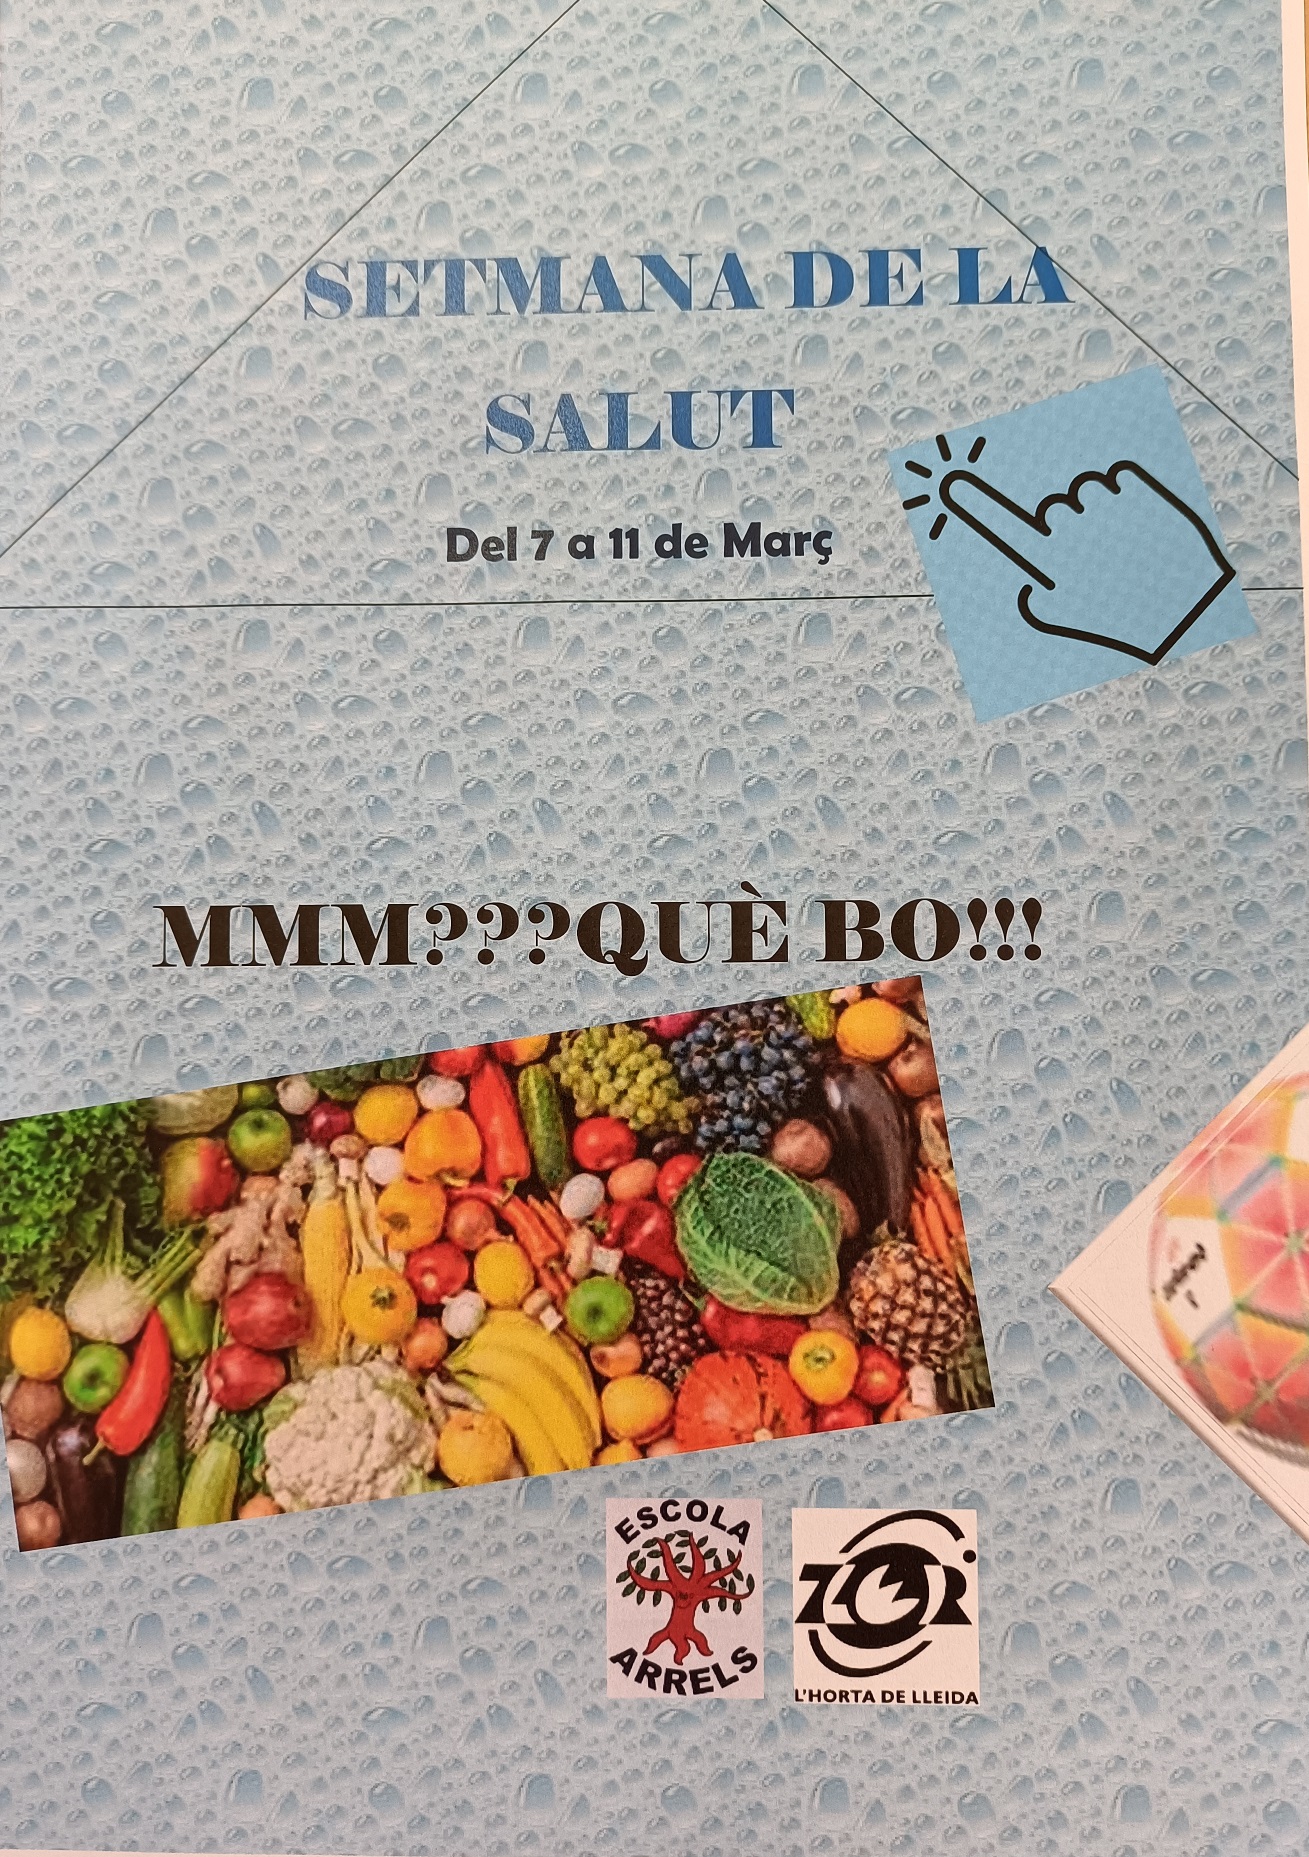 SETMANA DE LA
SALUT
Del 7 a 11 de Març
MMM???QUÈ BO!!!
ESCOLA
ARRELS
ZER
L'HORTA DE LLEIDA